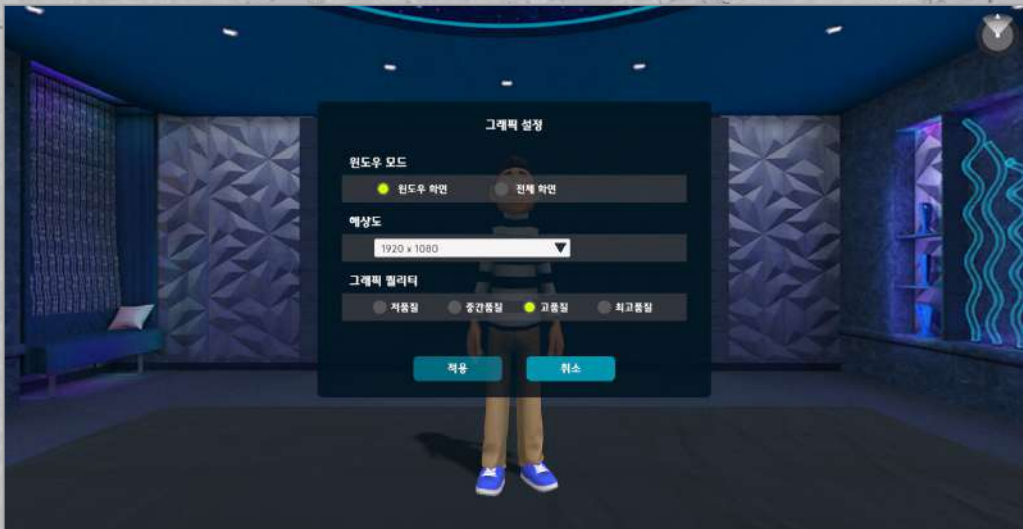 그래픽 설정
윈도우 모드
윈도우 화면 전체 화면
해상도
1920 x 1080
그래픽 퀄리티
저품질 중간품질 고품질 최고품질
적용 취소